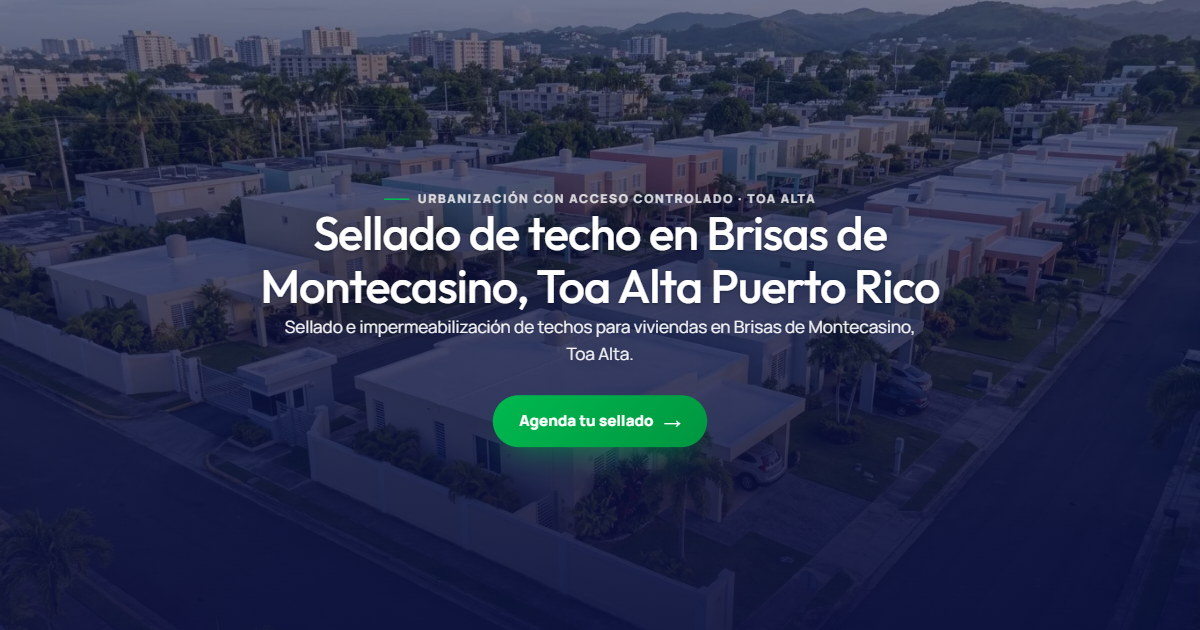 URBANIZACIÓN CON ACCESO CONTROLADO · TOA ALTA
Sellado de techo en Brisas de
Montecasino, Toa Alta Puerto Rico
Sellado e impermeabilización de techos para viviendas en Brisas de Montecasino,
Toa Alta.
Agenda tu sellado →